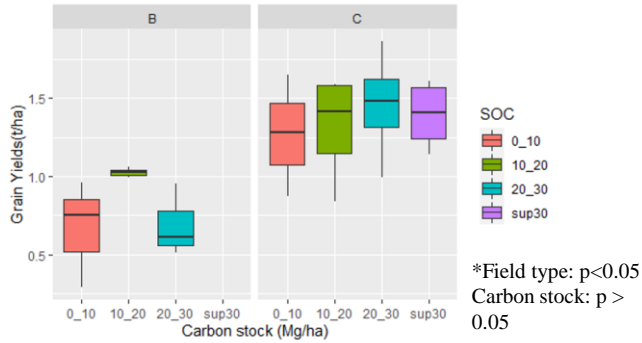 B
C
Grain Yields(t/ha)
1.5
1.0
0.5
0_10 10_20 20_30 sup30
0_10 10_20 20_30 sup30
Carbon stock (Mg/ha)
SOC
0_10
10_20
20_30
sup30
*Field type: p<0.05
Carbon stock: p >
0.05